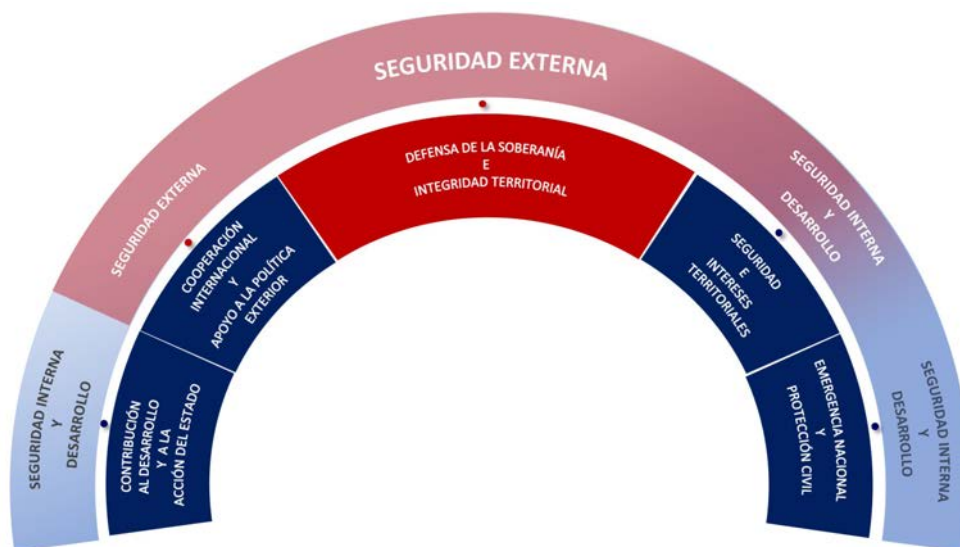 SEGURIDAD EXTERNA
SEGURIDAD EXTERNA
SEGURIDAD INTERNA
Y
DESARROLLO
SEGURIDAD INTERNA
Y
DESARROLLO
SEGURIDAD INTERNA
Y
DESARROLLO
DEFENSA DE LA SOBERANÍA
E
INTEGRIDAD TERRITORIAL
COOPERACIÓN
INTERNACIONAL
Y
APOYO A LA POLÍTICA
EXTERIOR
SEGURIDAD
E
INTERESES
TERRITORIALES
CONTRIBUCIÓN
AL DESARROLLO
Y A LA
ACCIÓN DEL ESTADO
EMERGENCIA NACIONAL
Y
PROTECCIÓN CIVIL